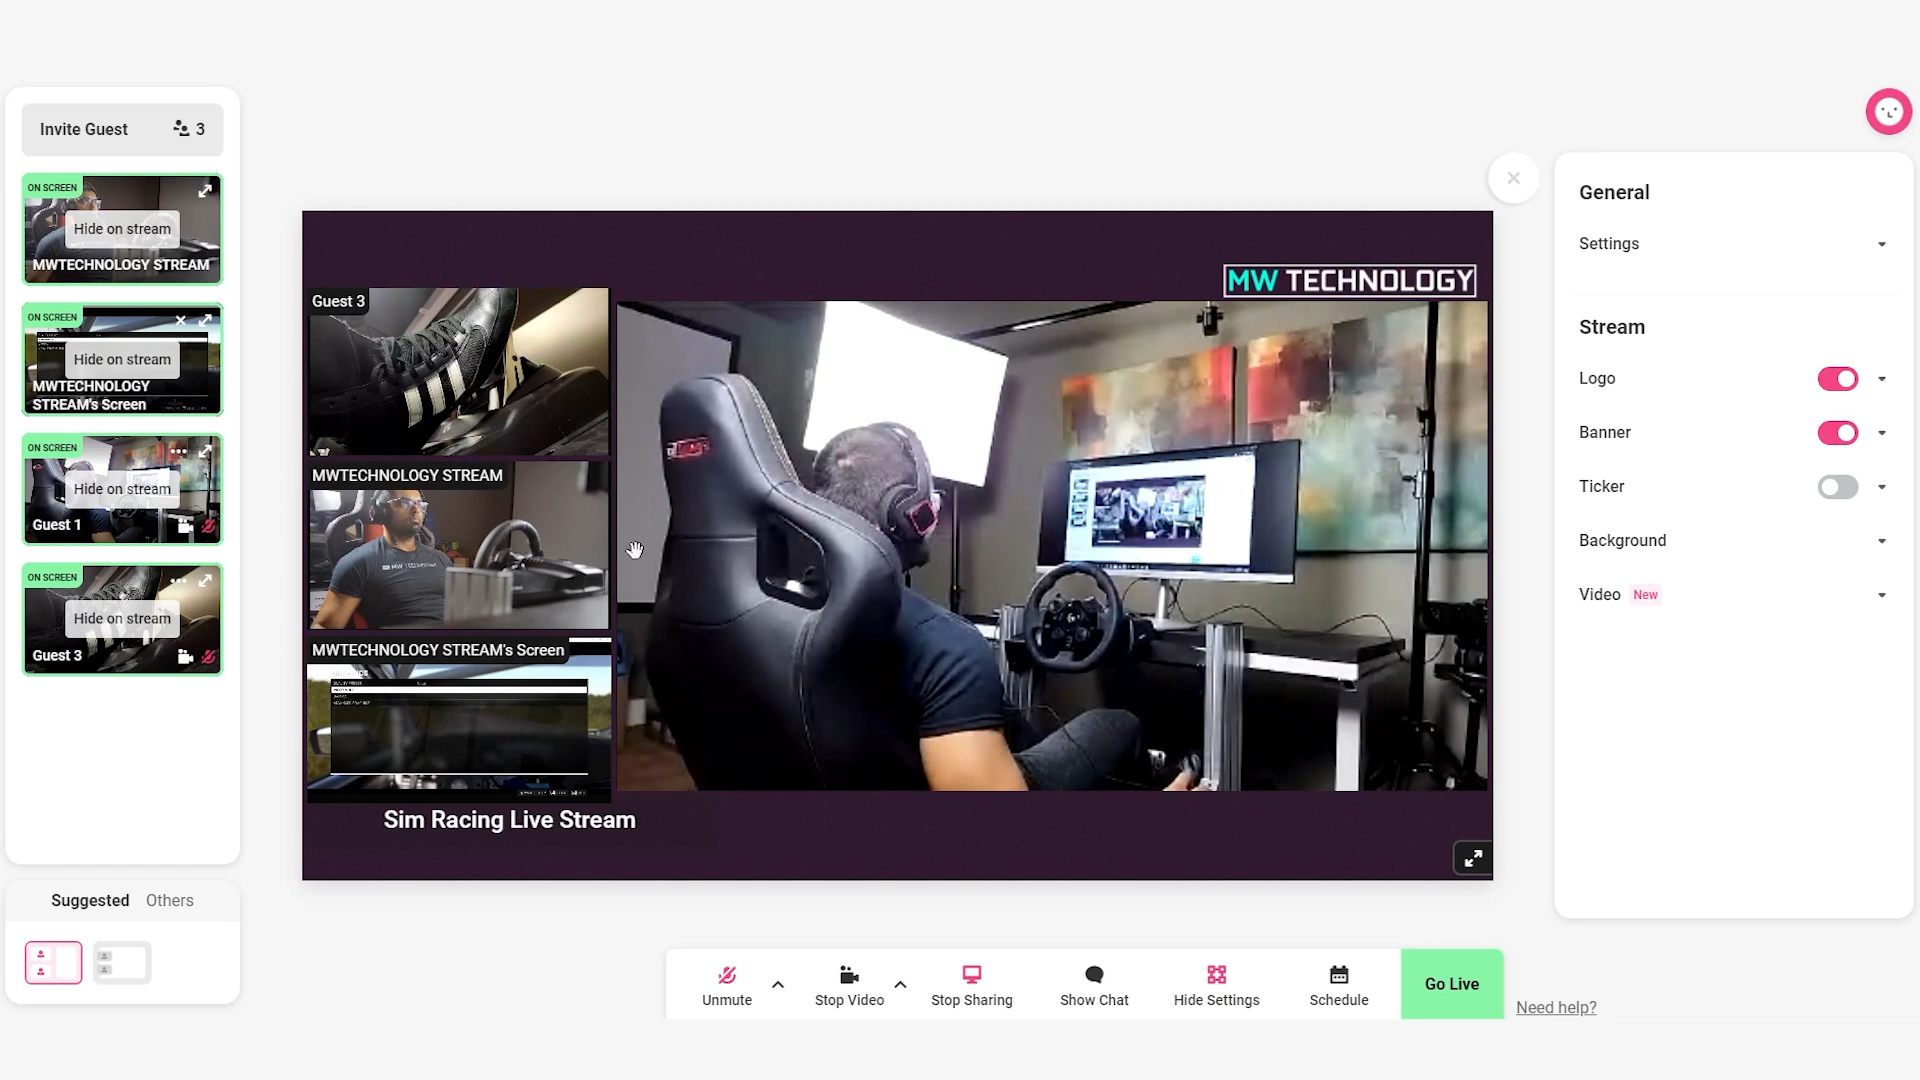 Invite Guest 3
ON SCREEN
Hide on stream
MWTECHNOLOGY STREAM
ON SCREEN
Hide on stream
MWTECHNOLOGY
STREAM's Screen
ON SCREEN
Hide on stream
Guest 1
ON SCREEN
Hide on stream
Guest 3
Suggested Others
MW TECHNOLOGY
Guest 3
MWTECHNOLOGY STREAM
MWTECHNOLOGY STREAM's Screen
Sim Racing Live Stream
Unmute
Stop Video
Stop Sharing
Show Chat
Hide Settings
Schedule
Go Live
Need help?
General
Settings
Stream
Logo
Banner
Ticker
Background
Video New